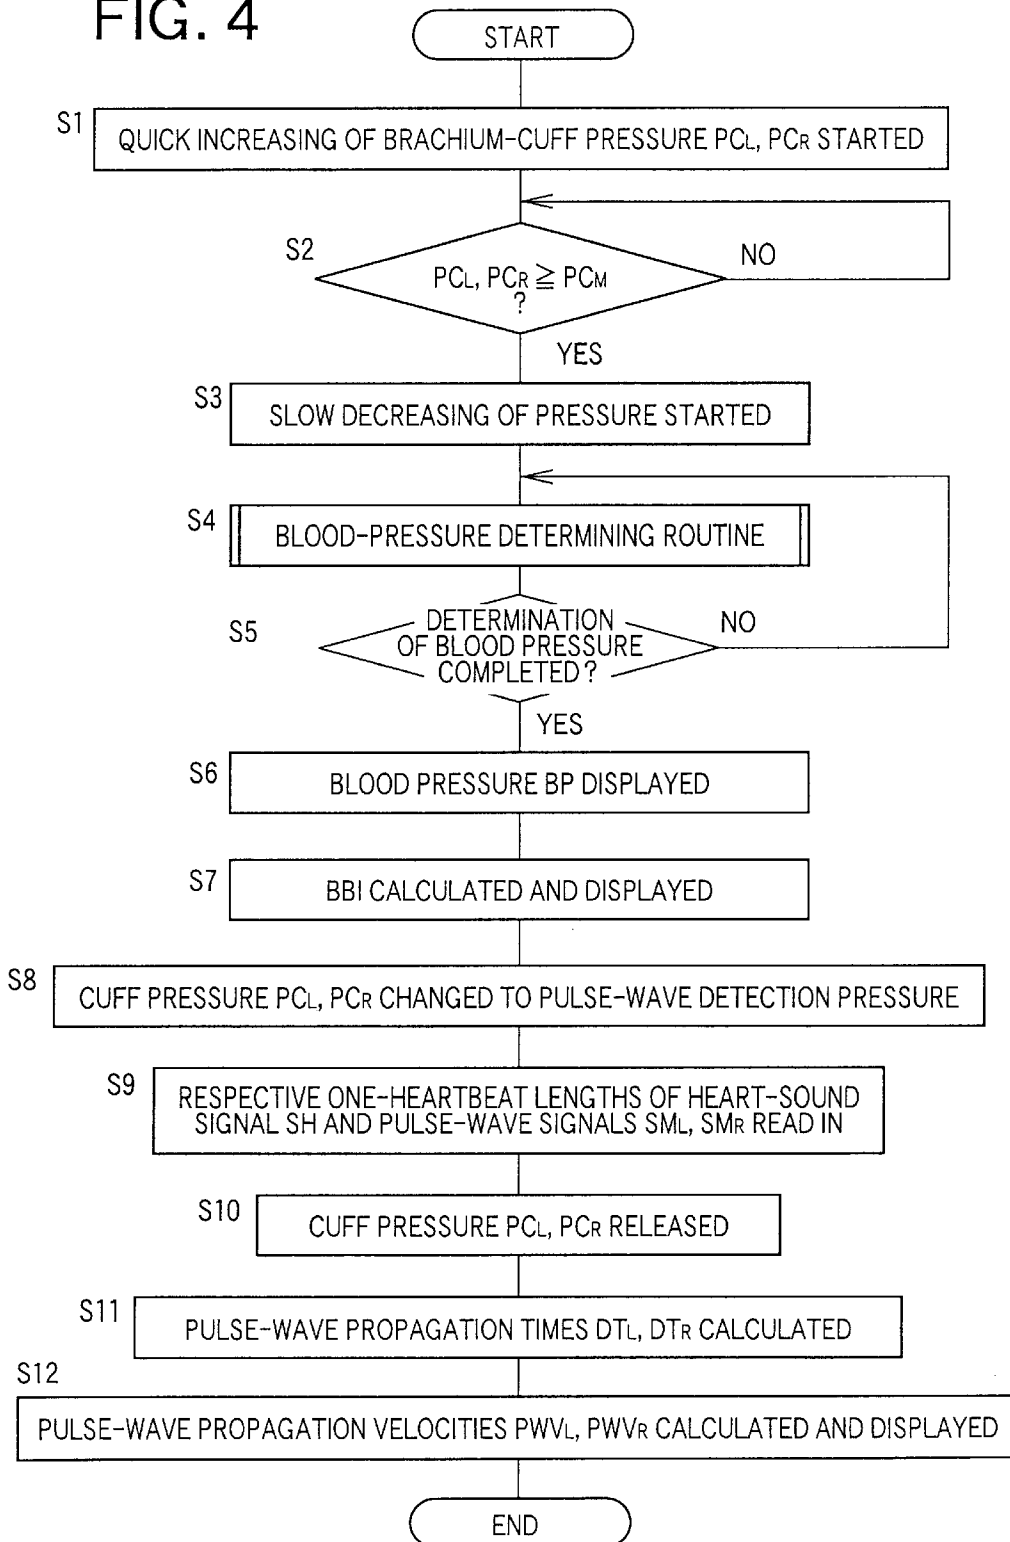 FIG. 4
START
S1
QUICK INCREASING OF BRACHIUM-CUFF PRESSURE PCL, PCR STARTED
S2
PCL, PCR ≧ PCM
?
NO
YES
S3
SLOW DECREASING OF PRESSURE STARTED
S4
BLOOD-PRESSURE DETERMINING ROUTINE
S5
DETERMINATION
OF BLOOD PRESSURE
COMPLETED?
NO
YES
S6
BLOOD PRESSURE BP DISPLAYED
S7
BBI CALCULATED AND DISPLAYED
S8
CUFF PRESSURE PCL, PCR CHANGED TO PULSE-WAVE DETECTION PRESSURE
S9
RESPECTIVE ONE-HEARTBEAT LENGTHS OF HEART-SOUND
SIGNAL SH AND PULSE-WAVE SIGNALS SML, SMR READ IN
S10
CUFF PRESSURE PCL, PCR RELEASED
S11
PULSE-WAVE PROPAGATION TIMES DTL, DTR CALCULATED
S12
PULSE-WAVE PROPAGATION VELOCITIES PWVL, PWVR CALCULATED AND DISPLAYED
END